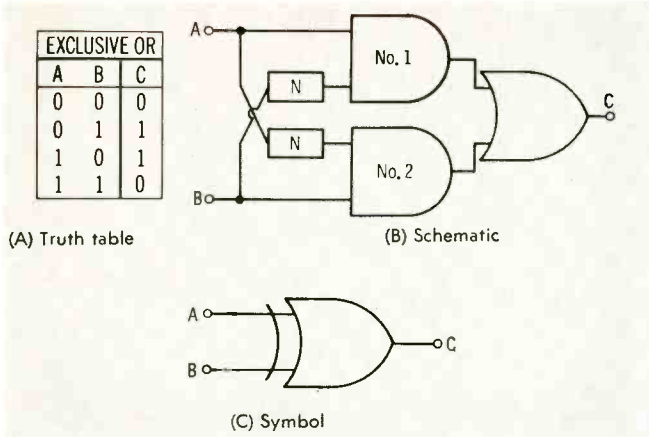 EXCLUSIVE OR
A B C
0 0 0
0 1 1
1 0 1
1 1 0
(A) Truth table
A
No. 1
N
N
No. 2
B
C
(B) Schematic
A
B
C
(C) Symbol